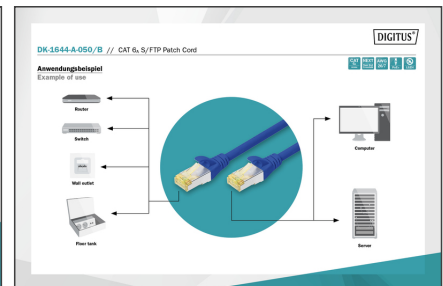 DIGITUS®
DK-1644-A-050/B // CAT 6A S/FTP Patch Cord
Anwendungsbeispiel
Example of use
CAT
Router
Switch
Wall outlet
Floor tank
Computer
Server